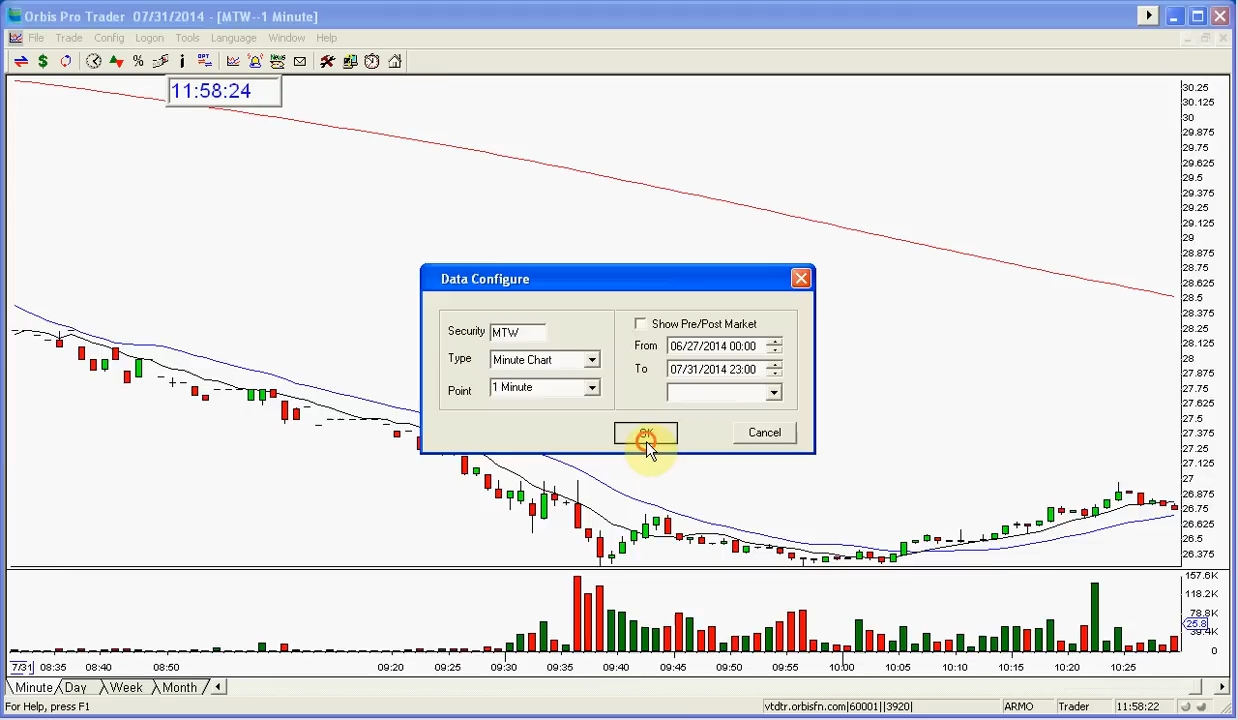 Orbis Pro Trader 07/31/2014 - [MTW--1 Minute]
File Trade Config Logon Tools Language Window Help
11:58:24
30.25
30.125
30
29.875
29.75
29.625
29.5
29.375
29.25
29.125
29
28.875
28.75
28.625
28.5
28.375
28.25
28.125
28
27.875
27.75
27.625
27.5
27.375
27.25
27.125
27
26.875
26.75
26.625
26.5
26.375
Data Configure
Security MTW
Type Minute Chart
Point 1 Minute
Show Pre/Post Market
From 06/27/2014 00:00
To 07/31/2014 23:00
OK Cancel
157.6K
118.2K
78.8K
25.8
39.4K
0
7/31 08:35 08:40 08:50 09:20 09:25 09:30 09:35 09:40 09:45 09:50 09:55 10:00 10:05 10:10 10:15 10:20 10:25
Minute Day Week Month
For Help, press F1 vtdtr.orbisfn.com|60001||3920| ARMO Trader 11:58:22